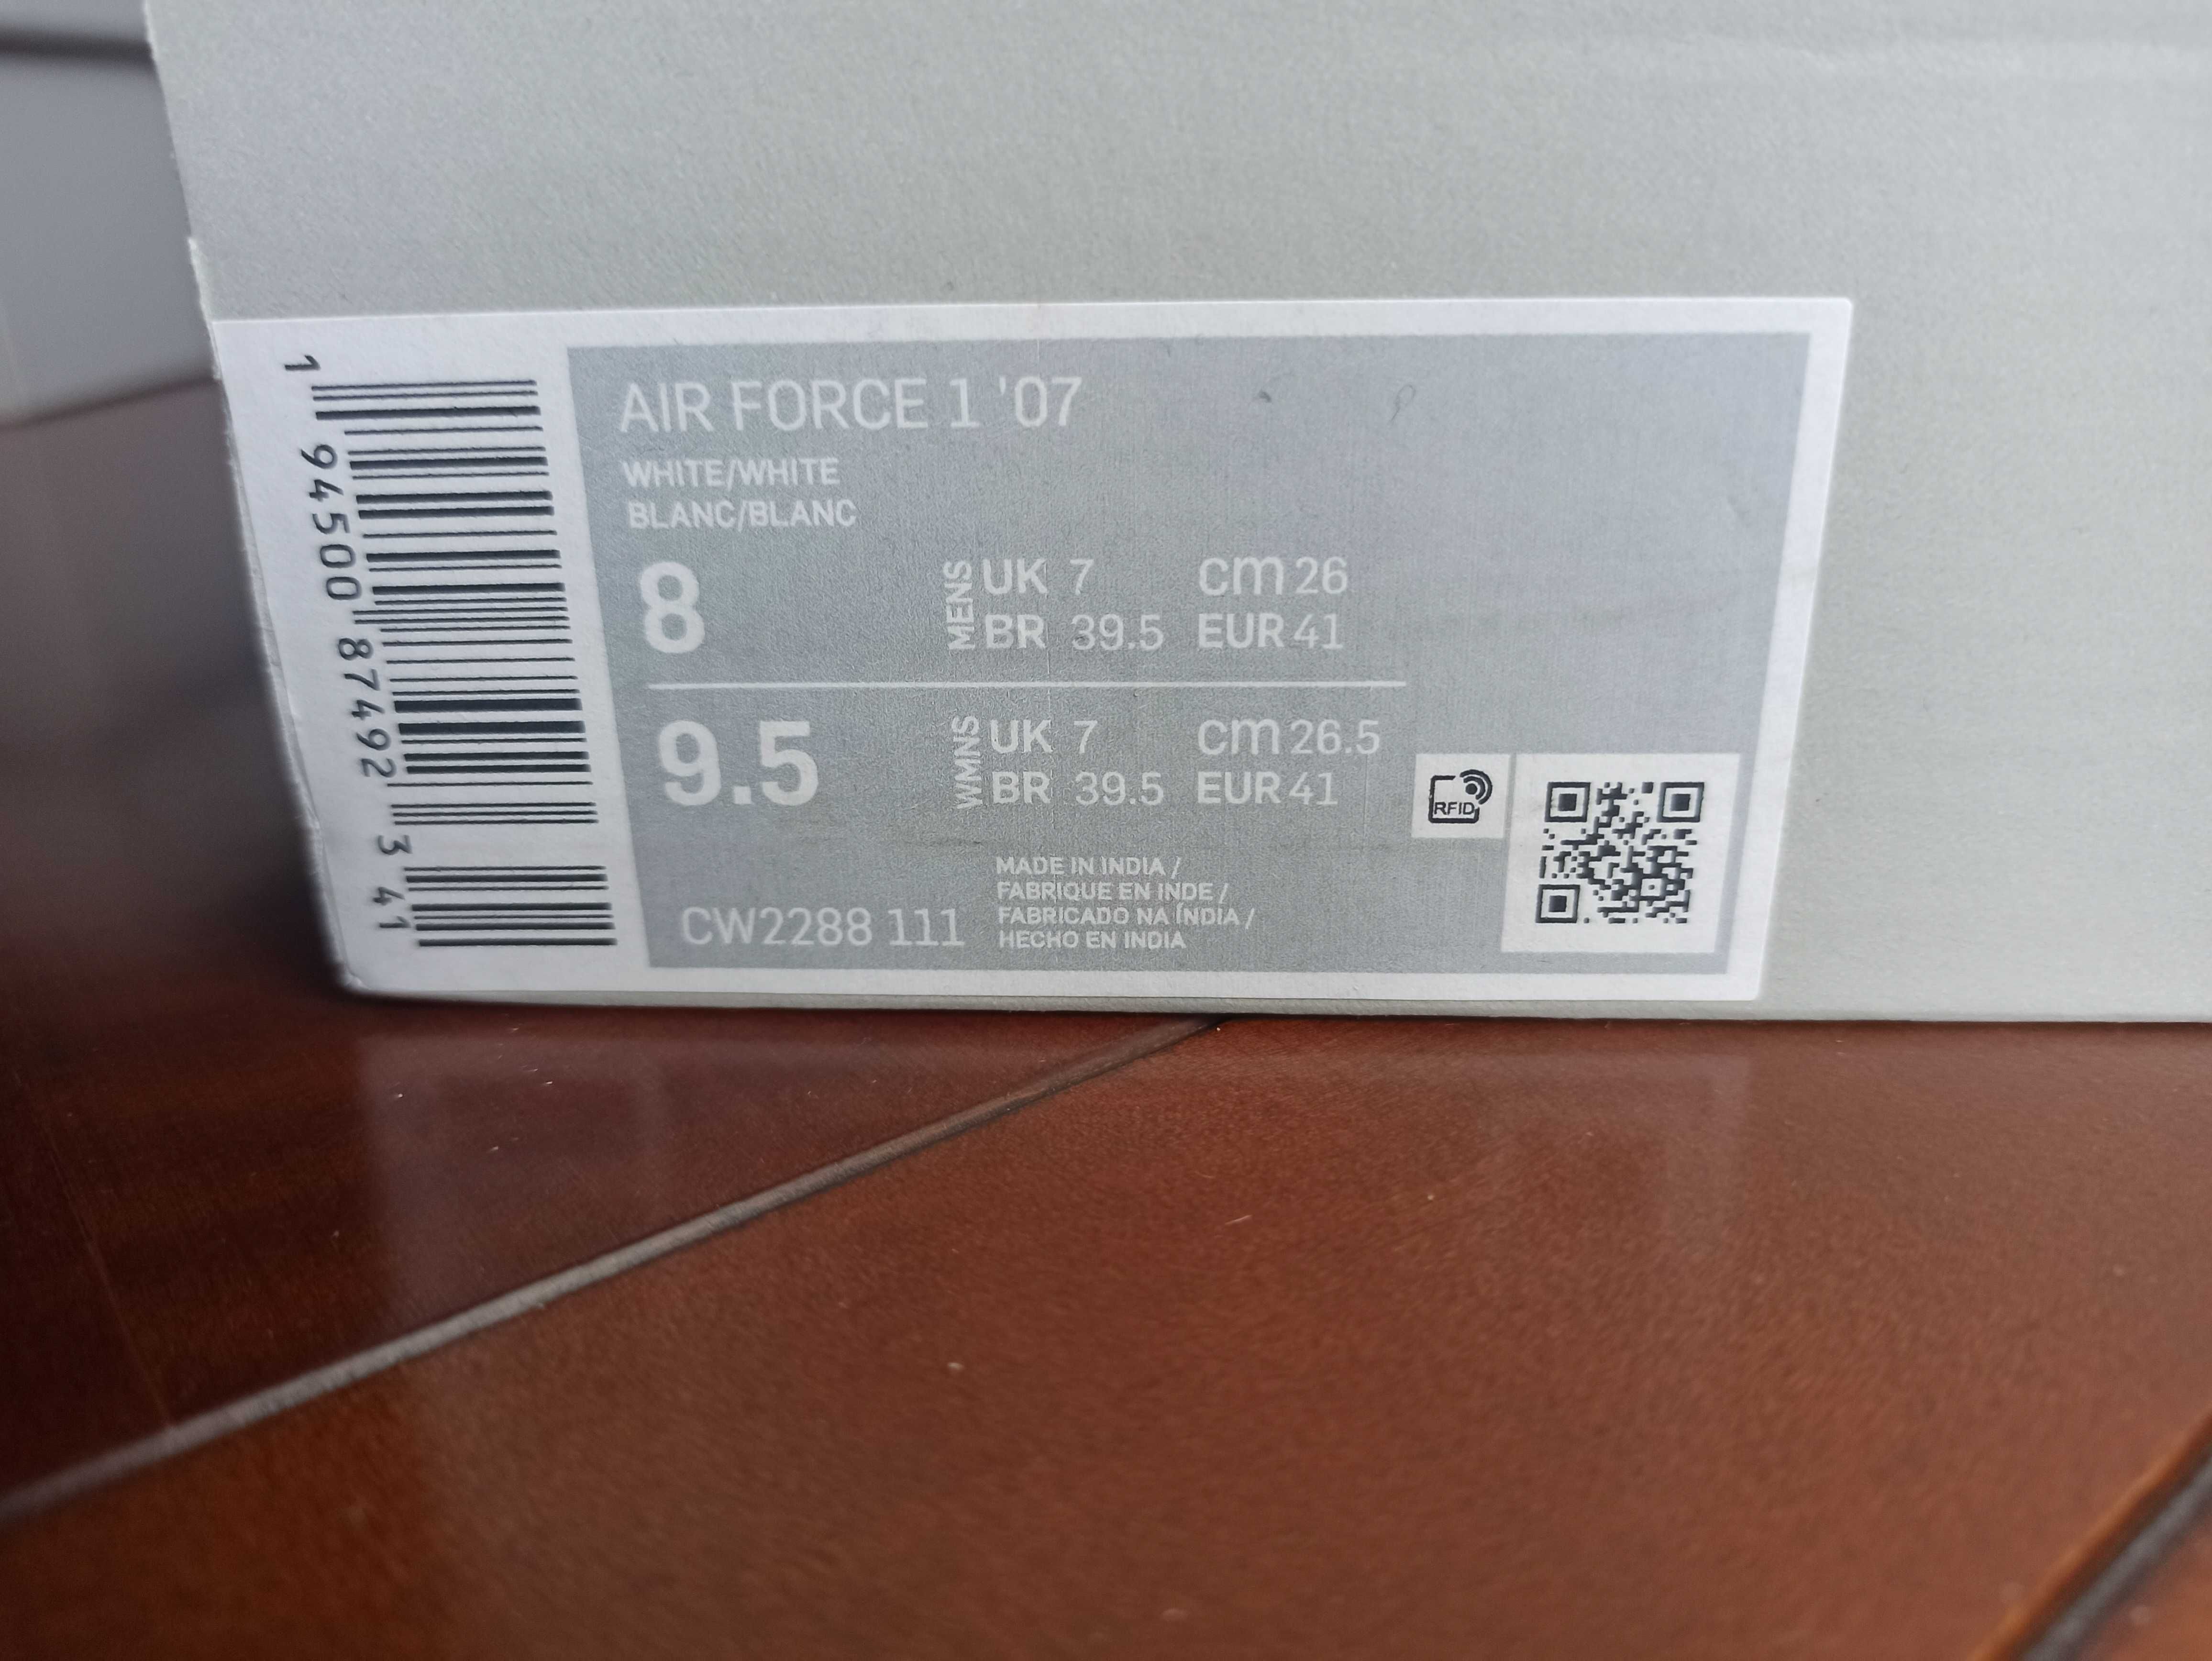 1 94500 87492 3 41
AIR FORCE 1 '07
WHITE/WHITE
BLANC/BLANC
8
MENS
UK 7 cm 26
BR 39.5 EUR 41
9.5
WMNS
UK 7 cm 26.5
BR 39.5 EUR 41
RFID
CW2288 111
MADE IN INDIA /
FABRIQUE EN INDE /
FABRICADO NA ÍNDIA /
HECHO EN INDIA